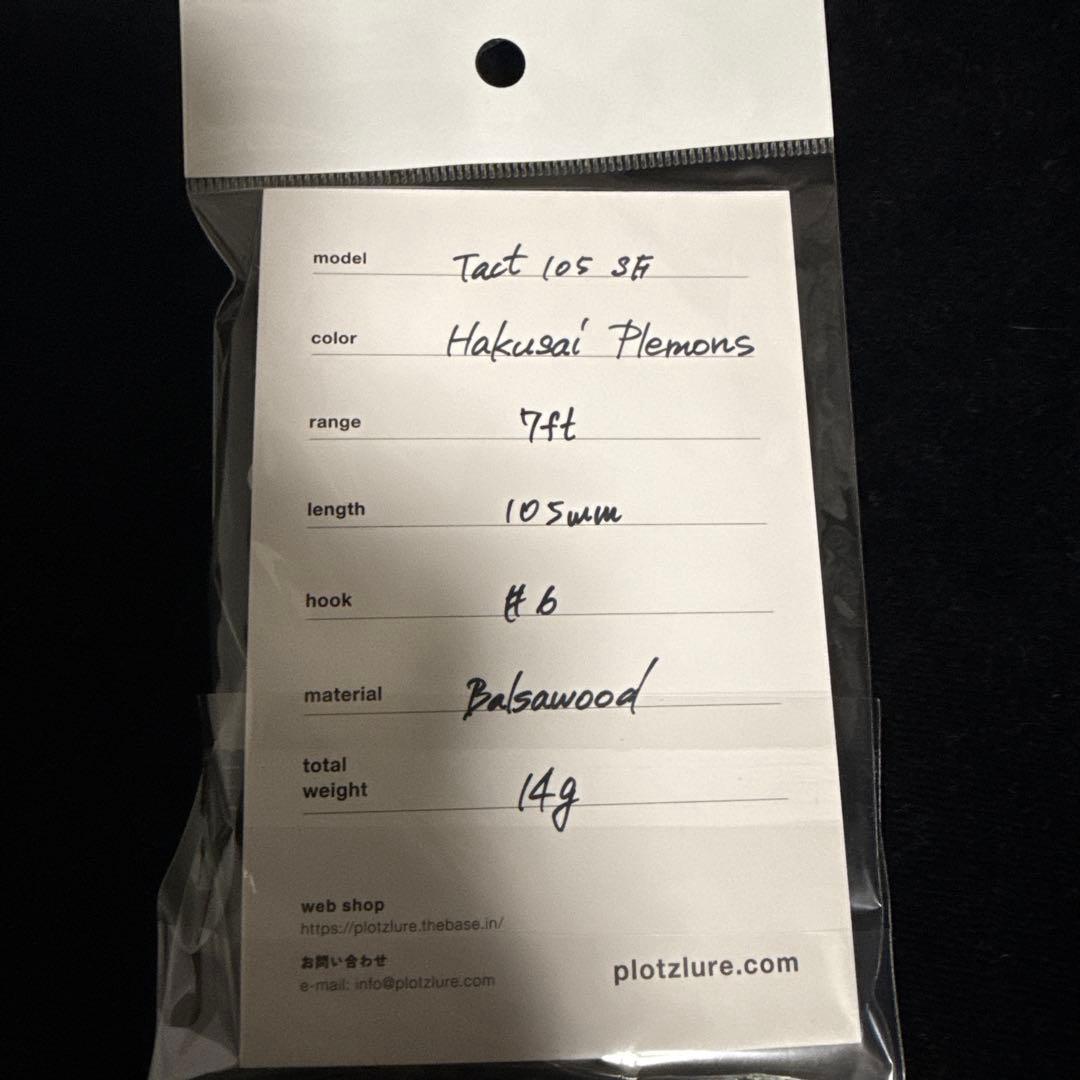 model Tact 105
color Hakusai Plemons
range 7ft
length 105mm
hook #6
material Balsawood
total
weight 14g
web shop
https://plotzlure.thebase.in/
お問い合わせ
e-mail: info@plotzlure.com
plotzlure.com